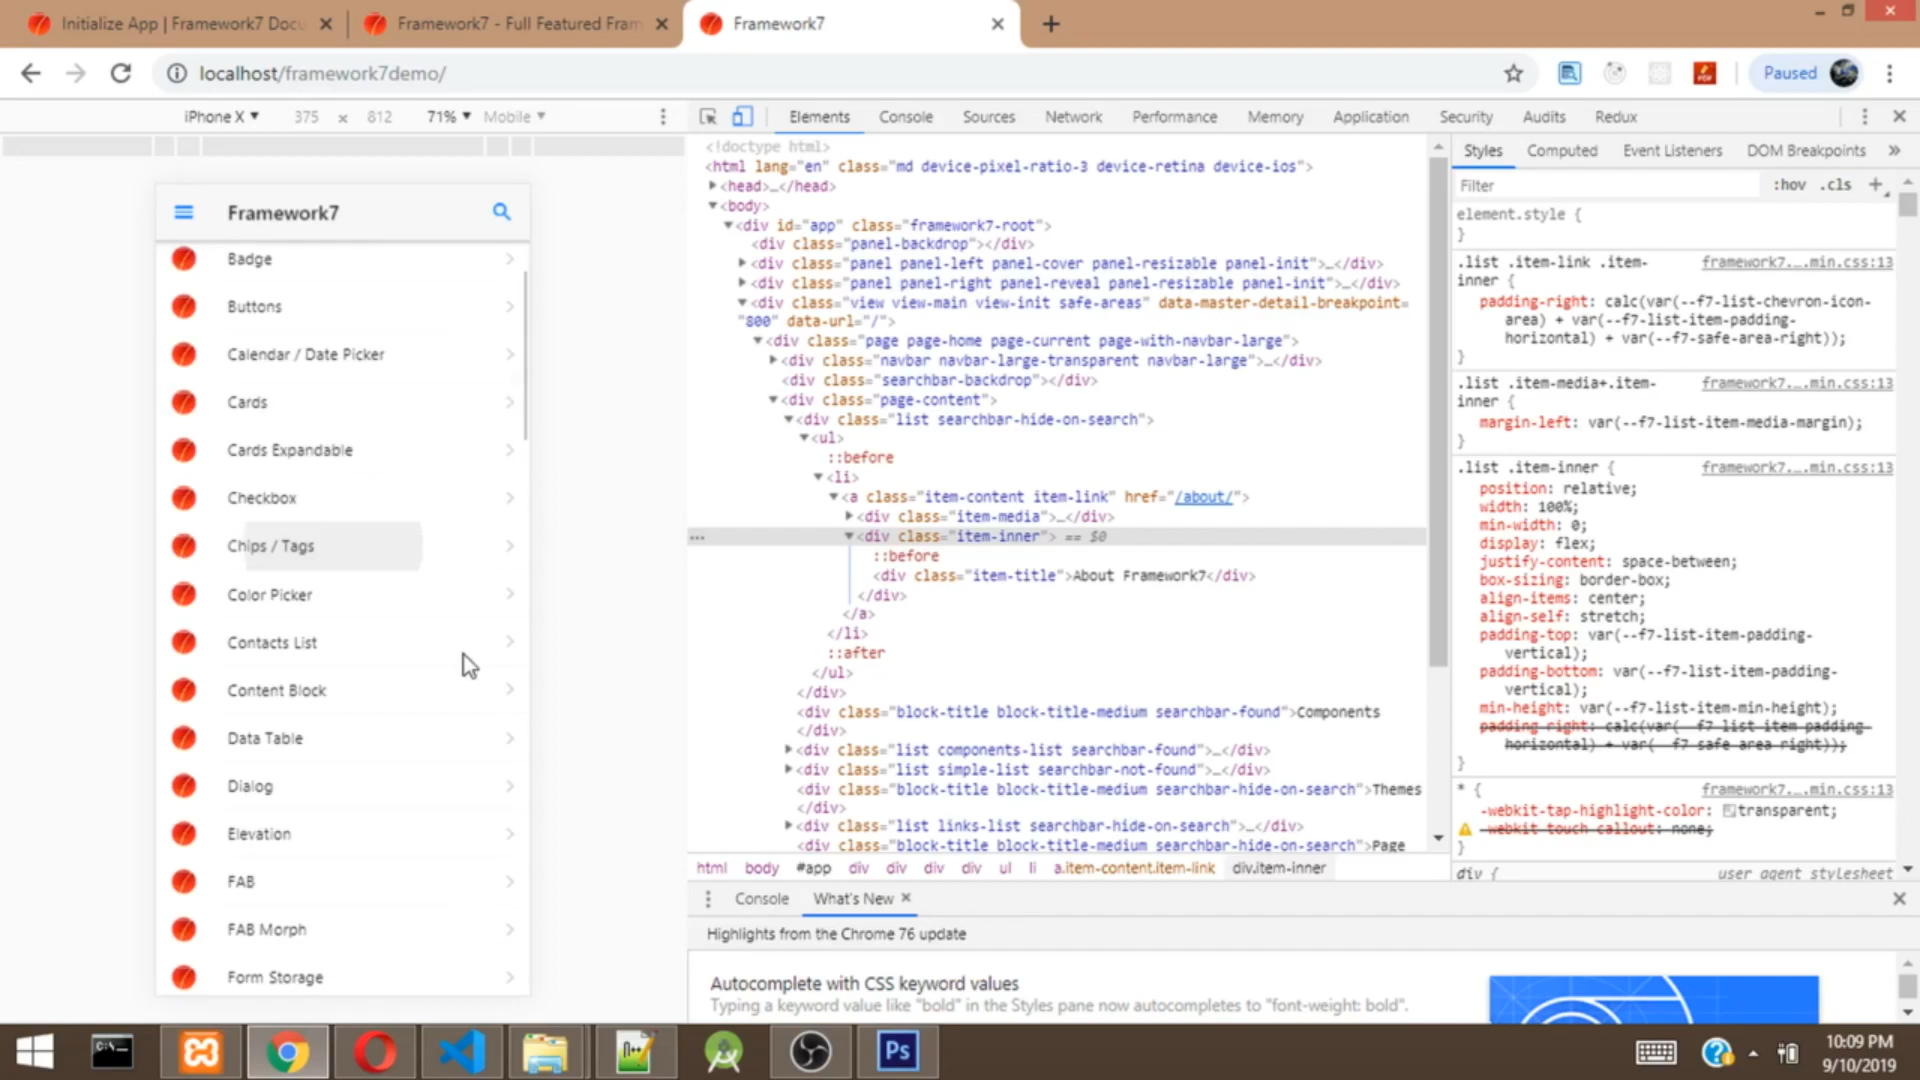 Initialize App | Framework7 Docu
Framework7 - Full Featured Fram
Framework7
localhost/framework7demo/
Paused
iPhone X ▼ 375 x 812 71% ▼ Mobile ▼
Elements Console Sources Network Performance Memory Application Security Audits Redux
Framework7
Badge
Buttons
Calendar / Date Picker
Cards
Cards Expandable
Checkbox
Chips / Tags
Color Picker
Contacts List
Content Block
Data Table
Dialog
Elevation
FAB
FAB Morph
Form Storage
<!doctype html>
<html lang="en" class="md device-pixel-ratio-3 device-retina device-ios">
▶<head>…</head>
▼<body>
▼<div id="app" class="framework7-root">
<div class="panel-backdrop"></div>
▶<div class="panel panel-left panel-cover panel-resizable panel-init">…</div>
▶<div class="panel panel-right panel-reveal panel-resizable panel-init">…</div>
▼<div class="view view-main view-init safe-areas" data-master-detail-breakpoint=
"800" data-url="/">
▼<div class="page page-home page-current page-with-navbar-large">
▶<div class="navbar navbar-large-transparent navbar-large">…</div>
<div class="searchbar-backdrop"></div>
▼<div class="page-content">
▼<div class="list searchbar-hide-on-search">
▼<ul>
::before
▼<li>
▼<a class="item-content item-link" href="/about/">
▶<div class="item-media">…</div>
… ▼<div class="item-inner"> == $0
::before
<div class="item-title">About Framework7</div>
</div>
</a>
</li>
::after
</ul>
</div>
<div class="block-title block-title-medium searchbar-found">Components
</div>
▶<div class="list components-list searchbar-found">…</div>
▶<div class="list simple-list searchbar-not-found">…</div>
<div class="block-title block-title-medium searchbar-hide-on-search">Themes
</div>
▶<div class="list links-list searchbar-hide-on-search">…</div>
<div class="block-title block-title-medium searchbar-hide-on-search">Page
html body #app div div div div ul li a.item-content.item-link div.item-inner
Styles Computed Event Listeners DOM Breakpoints »
Filter :hov .cls +
element.style {
}
.list .item-link .item- framework7.…min.css:13
inner {
padding-right: calc(var(--f7-list-chevron-icon-
area) + var(--f7-list-item-padding-
horizontal) + var(--f7-safe-area-right));
}
.list .item-media+.item- framework7.…min.css:13
inner {
margin-left: var(--f7-list-item-media-margin);
}
.list .item-inner { framework7.…min.css:13
position: relative;
width: 100%;
min-width: 0;
display: flex;
justify-content: space-between;
box-sizing: border-box;
align-items: center;
align-self: stretch;
padding-top: var(--f7-list-item-padding-
vertical);
padding-bottom: var(--f7-list-item-padding-
vertical);
min-height: var(--f7-list-item-min-height);
padding-right: calc(var(--f7-list-item-padding-
horizontal) + var(--f7-safe-area-right));
}
* { framework7.…min.css:13
-webkit-tap-highlight-color: transparent;
-webkit-touch-callout: none;
}
div { user agent stylesheet
Console What's New ×
Highlights from the Chrome 76 update
Autocomplete with CSS keyword values
Typing a keyword value like "bold" in the Styles pane now autocompletes to "font-weight: bold".
C:\_
Ps
10:09 PM
9/10/2019